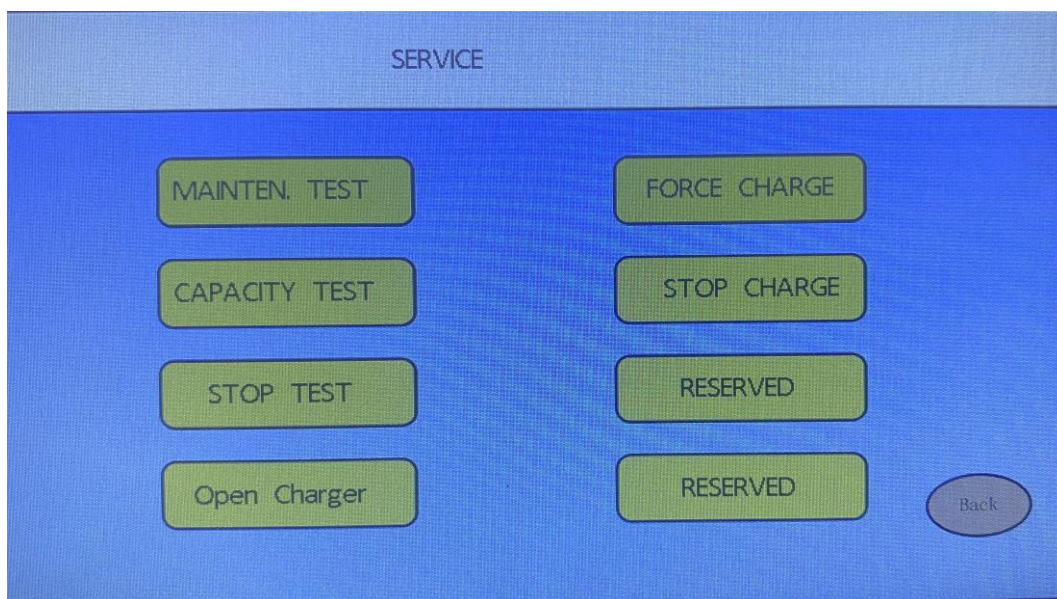 SERVICE
MAINTEN. TEST
FORCE CHARGE
CAPACITY TEST
STOP CHARGE
STOP TEST
RESERVED
Open Charger
RESERVED
Back